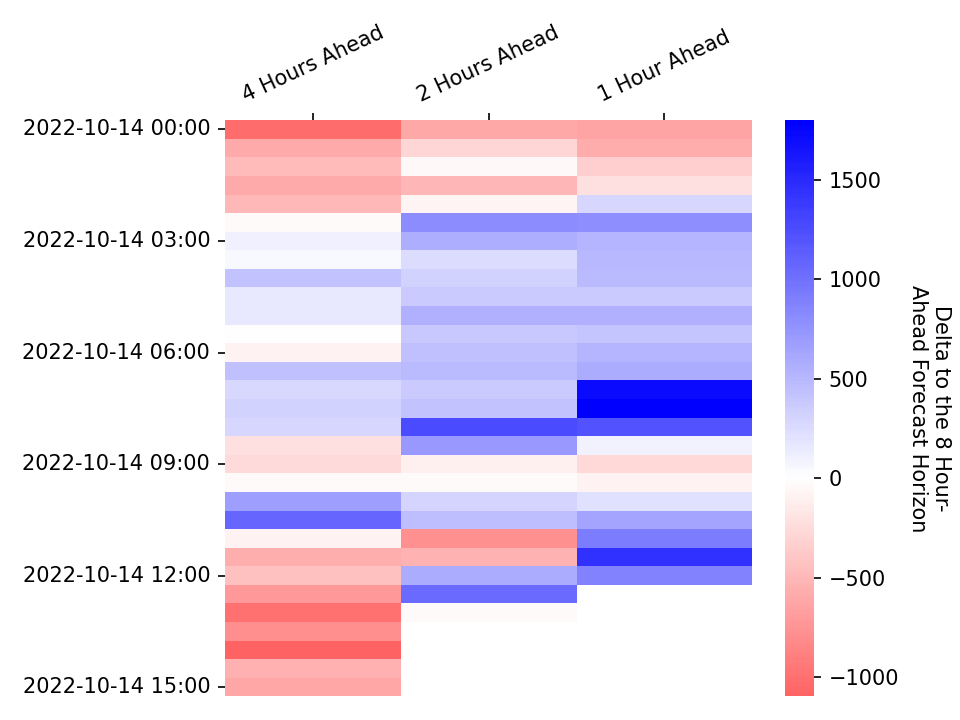 4 Hours Ahead
2 Hours Ahead
1 Hour Ahead
2022-10-14 00:00
2022-10-14 03:00
2022-10-14 06:00
2022-10-14 09:00
2022-10-14 12:00
2022-10-14 15:00
1500
1000
500
0
−500
−1000
Delta to the 8 Hour-
Ahead Forecast Horizon